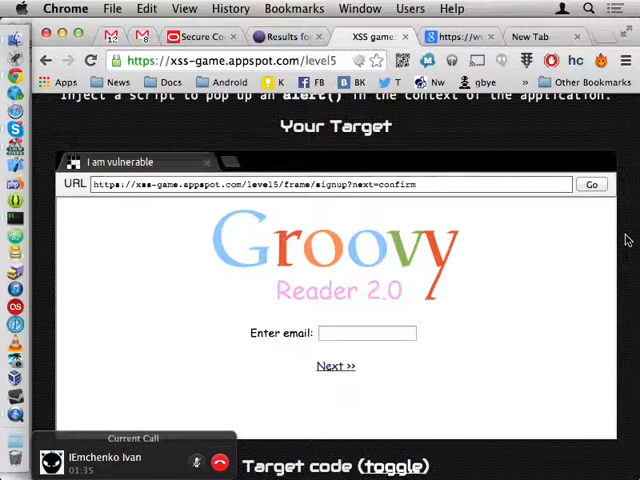 Chrome File Edit View History Bookmarks Window Users Help
Secure Co Results for XSS game: https://www New Tab
https://xss-game.appspot.com/level5
Apps News Download Android K FB BK T Nw gbye Other Bookmarks
Inject a script to pop up an alert() in the context of the application.
Your Target
I am vulnerable
URL https://xss-game.appspot.com/level5/frame/signup?next=confirm Go
Groovy
Reader 2.0
Enter email:
Next >>
Current Call
IEmchenko Ivan
01:35
Target code (toggle)